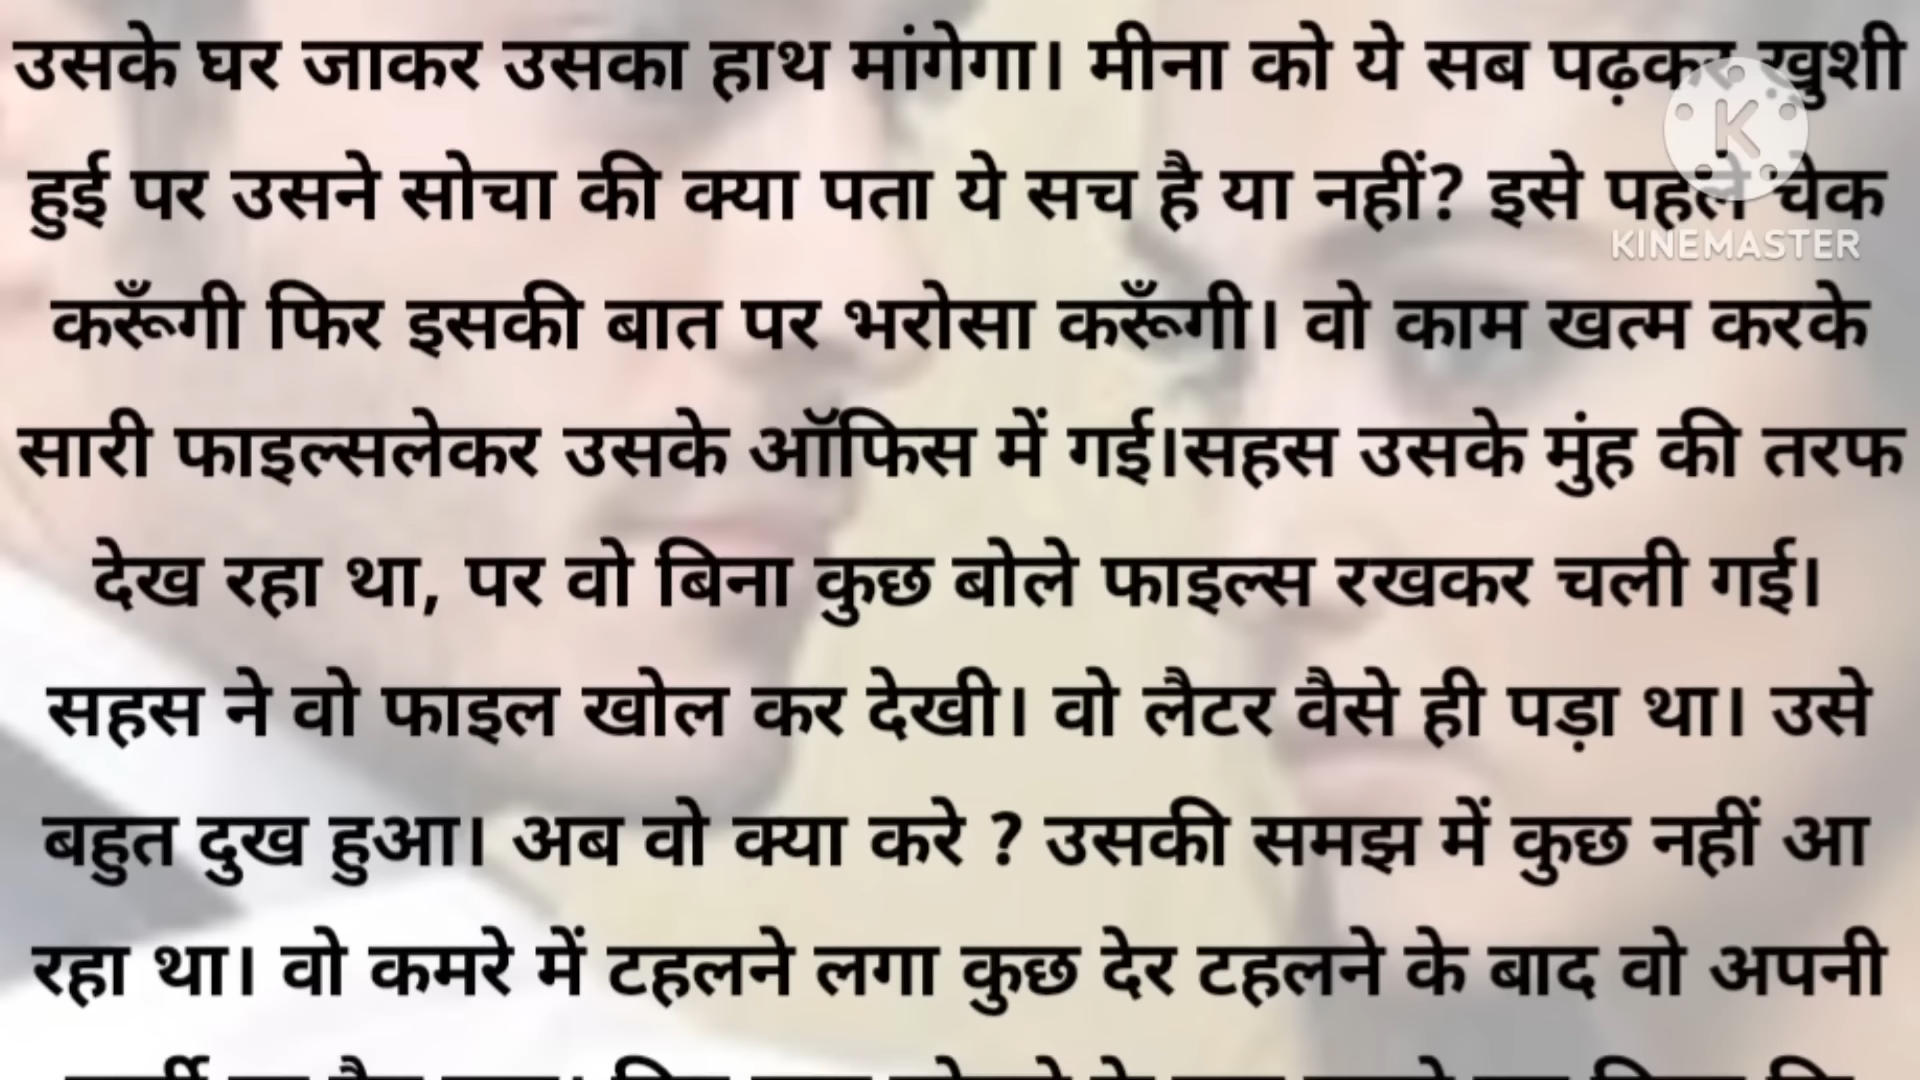 उसके घर जाकर उसका हाथ मांगेगा। मीना को ये सब पढ़कर खुशी
हुई पर उसने सोचा की क्या पता ये सच है या नहीं? इसे पहले चेक
KINEMASTER
करूँगी फिर इसकी बात पर भरोसा करूँगी। वो काम खत्म करके
सारी फाइल्सलेकर उसके ऑफिस में गई।सहस उसके मुंह की तरफ
देख रहा था, पर वो बिना कुछ बोले फाइल्स रखकर चली गई।
सहस ने वो फाइल खोल कर देखी। वो लैटर वैसे ही पड़ा था। उसे
बहुत दुख हुआ। अब वो क्या करे ? उसकी समझ में कुछ नहीं आ
रहा था। वो कमरे में टहलने लगा कुछ देर टहलने के बाद वो अपनी